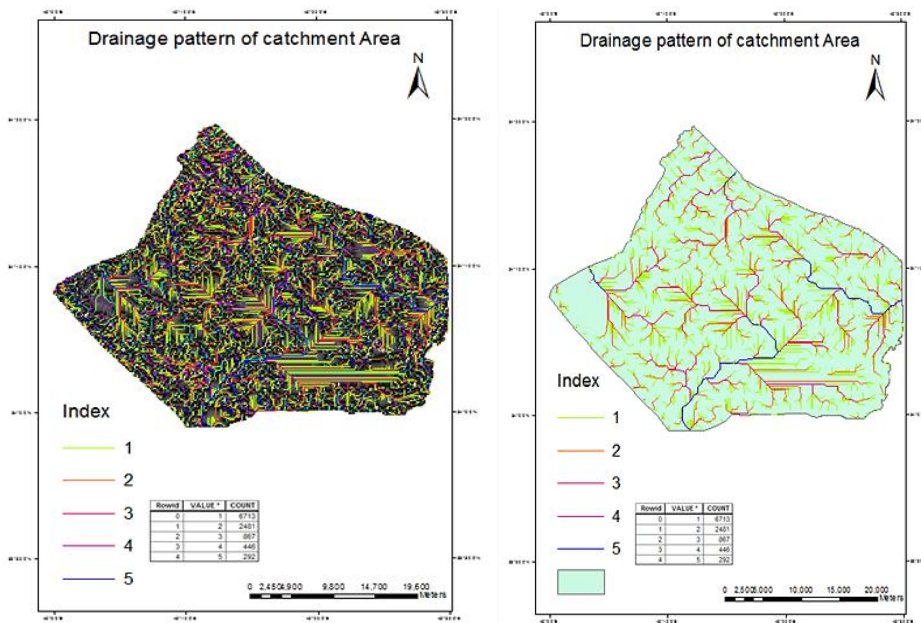 Drainage pattern of catchment Area
N
Index
1
2
3
4
5
Rowid VALUE * COUNT
0 1 6713
1 2 2481
2 3 867
3 4 446
4 5 292
0 2,450 4,900 9,800 14,700 19,600
Meters
Drainage pattern of catchment Area
N
Index
1
2
3
4
5
Rowid VALUE * COUNT
0 1 6713
1 2 2481
2 3 867
3 4 446
4 5 292
0 2,500 5,000 10,000 15,000 20,000
Meters